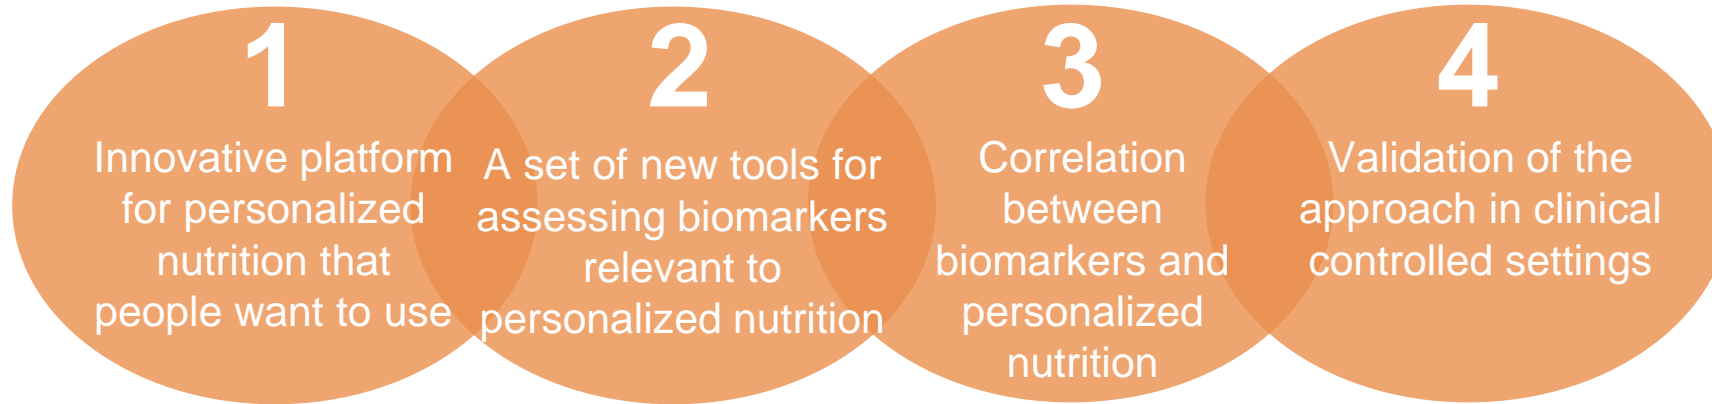 1
Innovative platform
for personalized
nutrition that
people want to use
2
A set of new tools for
assessing biomarkers
relevant to
personalized nutrition
3
Correlation
between
biomarkers and
personalized
nutrition
4
Validation of the
approach in clinical
controlled settings